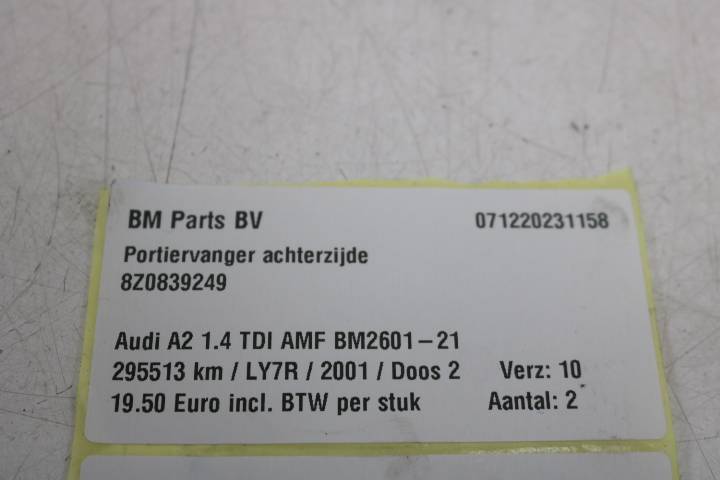 BM Parts BV 071220231158
Portiervanger achterzijde
8Z0839249
Audi A2 1.4 TDI AMF BM2601-21
295513 km / LY7R / 2001 / Doos 2 Verz: 10
19.50 Euro incl. BTW per stuk Aantal: 2